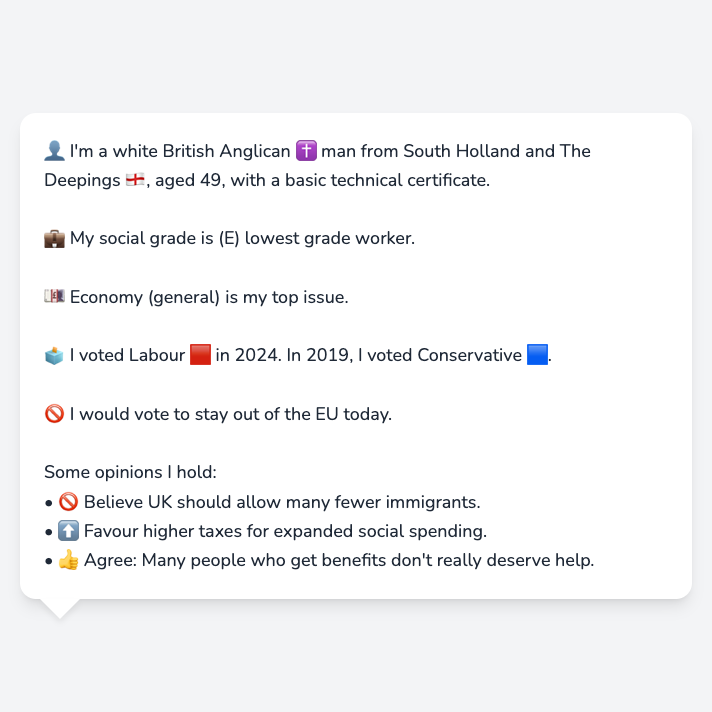 👤 I'm a white British Anglican ✝️ man from South Holland and The
Deepings 🏴󠁧󠁢󠁥󠁮󠁧󠁿, aged 49, with a basic technical certificate.
💼 My social grade is (E) lowest grade worker.
💷 Economy (general) is my top issue.
🗳️ I voted Labour 🟥 in 2024. In 2019, I voted Conservative 🟦.
🚫 I would vote to stay out of the EU today.
Some opinions I hold:
• 🚫 Believe UK should allow many fewer immigrants.
• ⬆️ Favour higher taxes for expanded social spending.
• 👍 Agree: Many people who get benefits don't really deserve help.